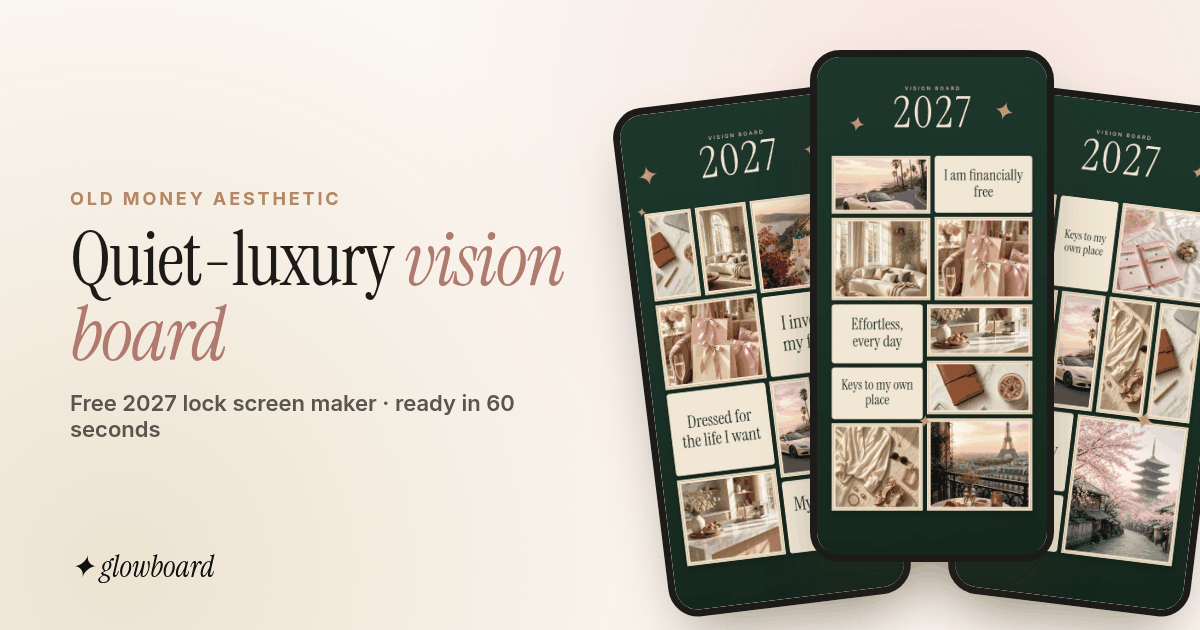 OLD MONEY AESTHETIC
Quiet-luxury vision
board
Free 2027 lock screen maker · ready in 60
seconds
✦ glowboard
VISION BOARD
2027
Dressed for
the life I want
VISION BOARD
2027
I am financially
free
Effortless,
every day
Keys to my own
place
VISION BOARD
2027
Keys to my
own place